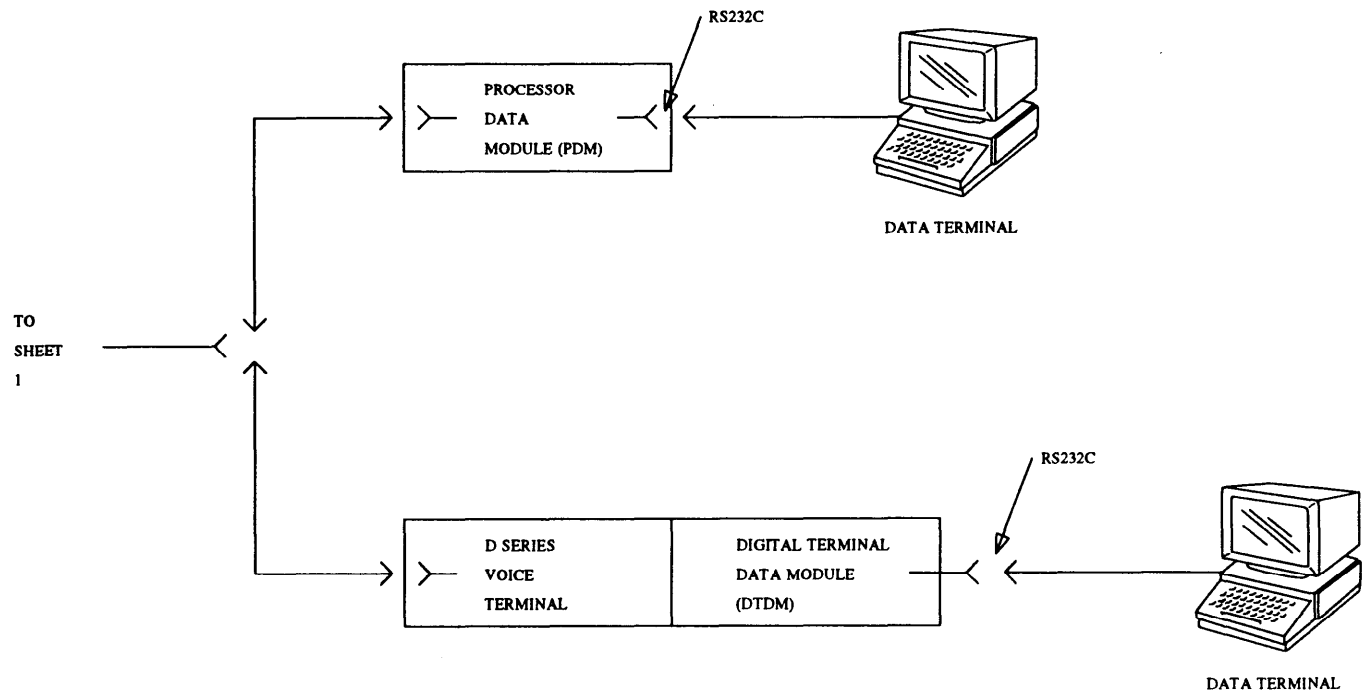 RS232C
PROCESSOR
DATA
MODULE (PDM)
DATA TERMINAL
TO
SHEET
1
RS232C
D SERIES
VOICE
TERMINAL
DIGITAL TERMINAL
DATA MODULE
(DTDM)
DATA TERMINAL